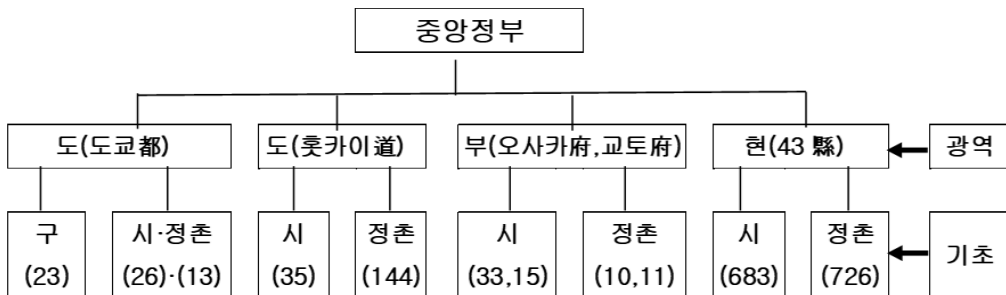 중앙정부
도(도쿄都)
도(홋카이道)
부(오사카府,교토府)
현(43 縣)
광역
구
(23)
시·정촌
(26)·(13)
시
(35)
정촌
(144)
시
(33,15)
정촌
(10,11)
시
(683)
정촌
(726)
기초